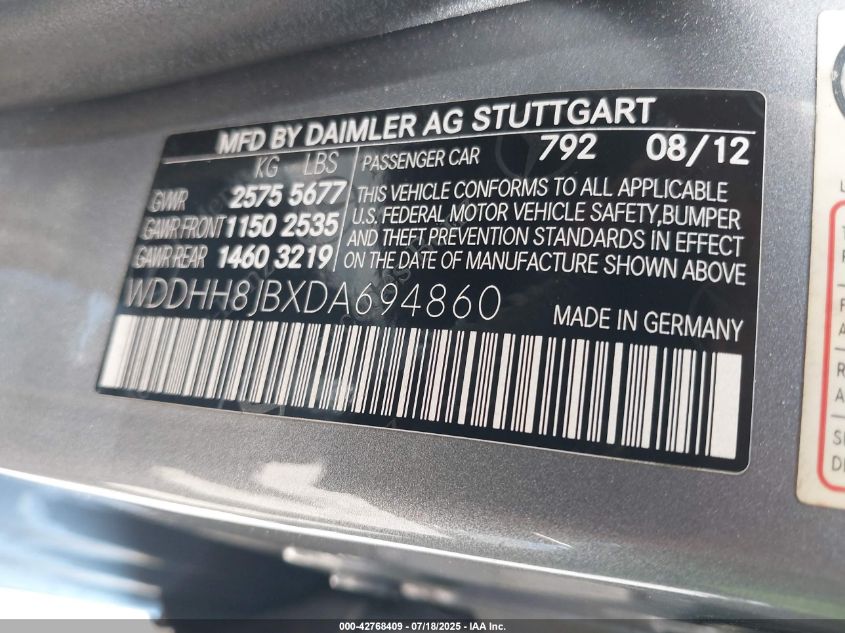 MFD BY DAIMLER AG STUTTGART
KG LBS PASSENGER CAR 792 08/12
GVWR 2575 5677
GAWR FRONT 1150 2535
GAWR REAR 1460 3219
THIS VEHICLE CONFORMS TO ALL APPLICABLE
U.S. FEDERAL MOTOR VEHICLE SAFETY, BUMPER
AND THEFT PREVENTION STANDARDS IN EFFECT
ON THE DATE OF MANUFACTURE SHOWN ABOVE
WDDHH8JBXDA694860 MADE IN GERMANY
000-42768409 - 07/18/2025 - IAA Inc.